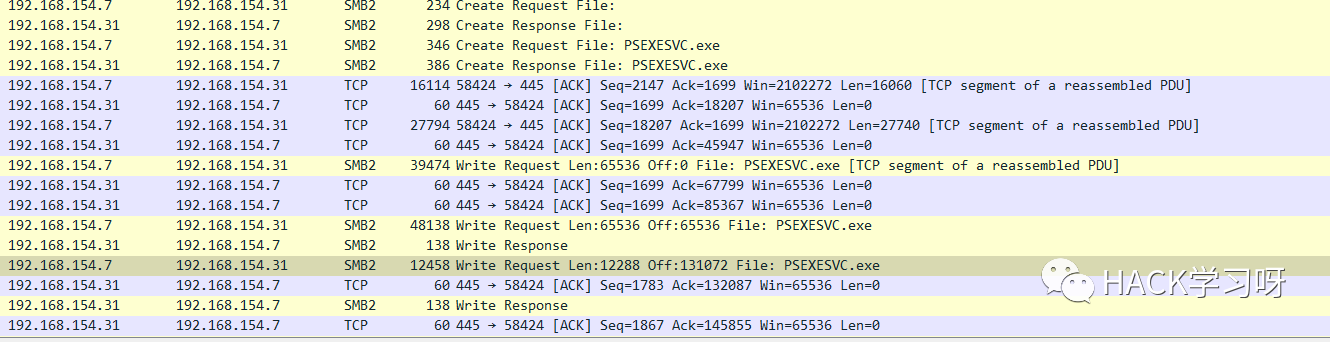 192.168.154.7 192.168.154.31 SMB2 234 Create Request File:
192.168.154.31 192.168.154.7 SMB2 298 Create Response File:
192.168.154.7 192.168.154.31 SMB2 346 Create Request File: PSEXESVC.exe
192.168.154.31 192.168.154.7 SMB2 386 Create Response File: PSEXESVC.exe
192.168.154.7 192.168.154.31 TCP 16114 58424 → 445 [ACK] Seq=2147 Ack=1699 Win=2102272 Len=16060 [TCP segment of a reassembled PDU]
192.168.154.31 192.168.154.7 TCP 60 445 → 58424 [ACK] Seq=1699 Ack=18207 Win=65536 Len=0
192.168.154.7 192.168.154.31 TCP 27794 58424 → 445 [ACK] Seq=18207 Ack=1699 Win=2102272 Len=27740 [TCP segment of a reassembled PDU]
192.168.154.31 192.168.154.7 TCP 60 445 → 58424 [ACK] Seq=1699 Ack=45947 Win=65536 Len=0
192.168.154.7 192.168.154.31 SMB2 39474 Write Request Len:65536 Off:0 File: PSEXESVC.exe [TCP segment of a reassembled PDU]
192.168.154.31 192.168.154.7 TCP 60 445 → 58424 [ACK] Seq=1699 Ack=67799 Win=65536 Len=0
192.168.154.31 192.168.154.7 TCP 60 445 → 58424 [ACK] Seq=1699 Ack=85367 Win=65536 Len=0
192.168.154.7 192.168.154.31 SMB2 48138 Write Request Len:65536 Off:65536 File: PSEXESVC.exe
192.168.154.31 192.168.154.7 SMB2 138 Write Response
192.168.154.7 192.168.154.31 SMB2 12458 Write Request Len:12288 Off:131072 File: PSEXESVC.exe
192.168.154.31 192.168.154.7 TCP 60 445 → 58424 [ACK] Seq=1783 Ack=132087 Win=65536 Len=0
192.168.154.31 192.168.154.7 SMB2 138 Write Response
192.168.154.31 192.168.154.7 TCP 60 445 → 58424 [ACK] Seq=1867 Ack=145855 Win=65536 Len=0
HACK学习呀